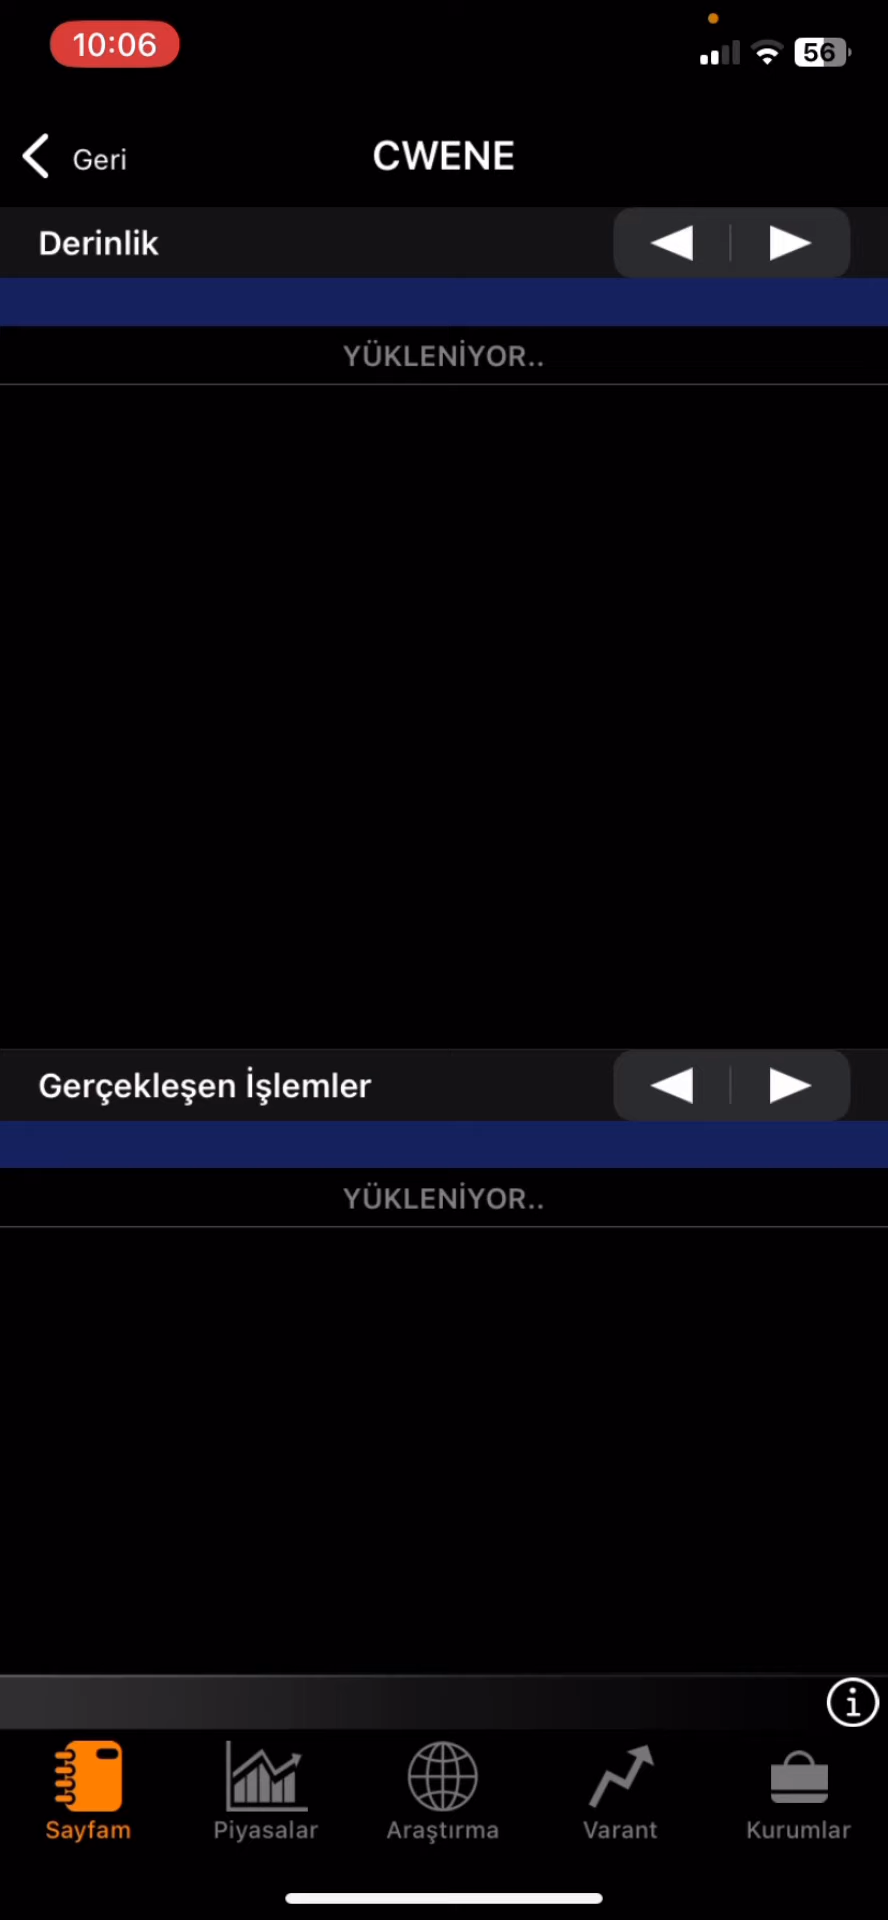 10:06
56
Geri
CWENE
Derinlik
YÜKLENİYOR..
Gerçekleşen İşlemler
YÜKLENİYOR..
Sayfam
Piyasalar
Araştırma
Varant
Kurumlar